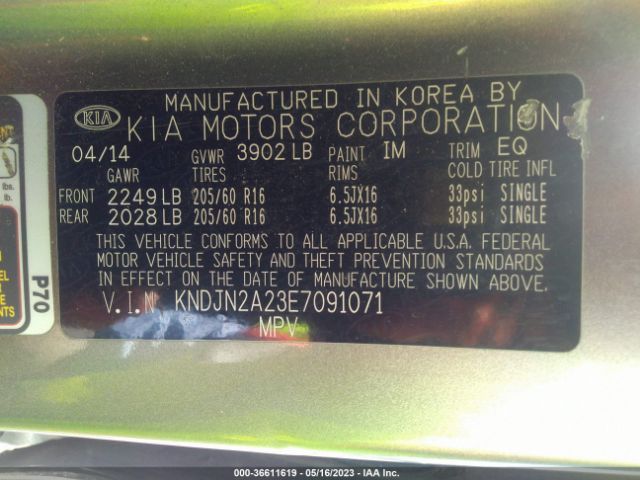 MANUFACTURED IN KOREA BY
KIA KIA MOTORS CORPORATION
04/14 GVWR 3902 LB PAINT IM TRIM EQ
GAWR TIRES RIMS COLD TIRE INFL
FRONT 2249 LB 205/60 R16 6.5JX16 33psi SINGLE
REAR 2028 LB 205/60 R16 6.5JX16 33psi SINGLE
THIS VEHICLE CONFORMS TO ALL APPLICABLE U.S.A. FEDERAL
MOTOR VEHICLE SAFETY AND THEFT PREVENTION STANDARDS
IN EFFECT ON THE DATE OF MANUFACTURE SHOWN ABOVE.
V.I.N KNDJN2A23E7091071
MPV
P70
lbs.
lb.
000-36611619 - 05/16/2023 - IAA Inc.